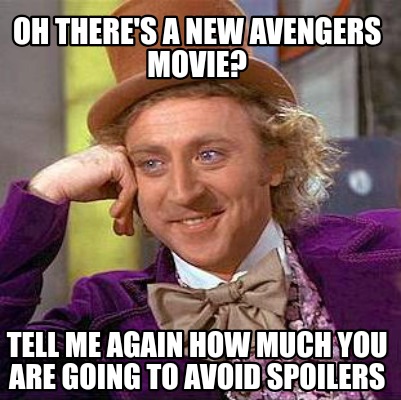 OH THERE'S A NEW AVENGERS
MOVIE?
TELL ME AGAIN HOW MUCH YOU
ARE GOING TO AVOID SPOILERS